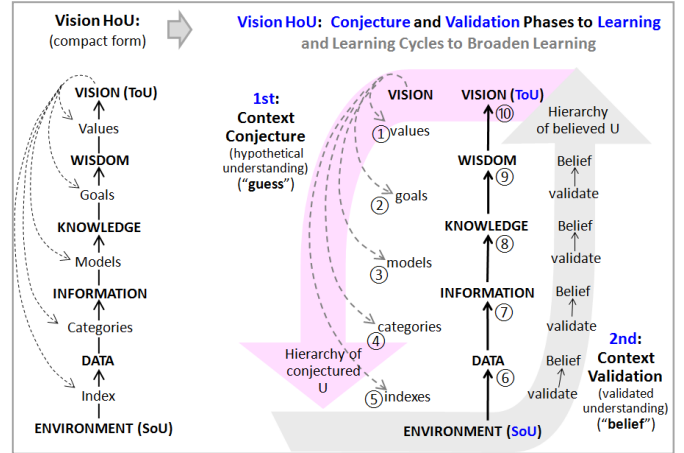 Vision HoU:
(compact form)
VISION (ToU)
Values
WISDOM
Goals
KNOWLEDGE
Models
INFORMATION
Categories
DATA
Index
ENVIRONMENT (SoU)
Vision HoU: Conjecture and Validation Phases to Learning
and Learning Cycles to Broaden Learning
1st:
Context
Conjecture
(hypothetical
understanding)
("guess")
VISION
① values
② goals
③ models
④ categories
⑤ indexes
Hierarchy of
conjectured
U
VISION (ToU)
⑩
WISDOM
⑨
KNOWLEDGE
⑧
INFORMATION
⑦
DATA
⑥
ENVIRONMENT (SoU)
Hierarchy
of believed U
Belief
validate
Belief
validate
Belief
validate
Belief
validate
2nd:
Context
Validation
(validated
understanding)
("belief")